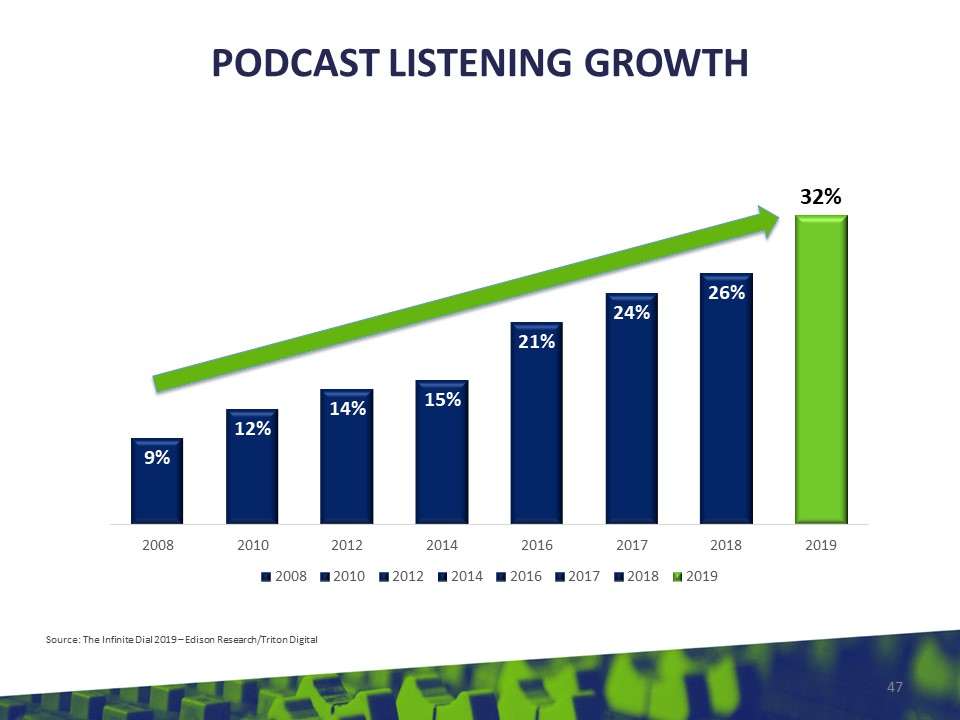 PODCAST LISTENING GROWTH
32%
26%
24%
21%
15%
14%
12%
9%
2008 2010 2012 2014 2016 2017 2018 2019
2008 2010 2012 2014 2016 2017 2018 2019
Source: The Infinite Dial 2019 – Edison Research/Triton Digital
47